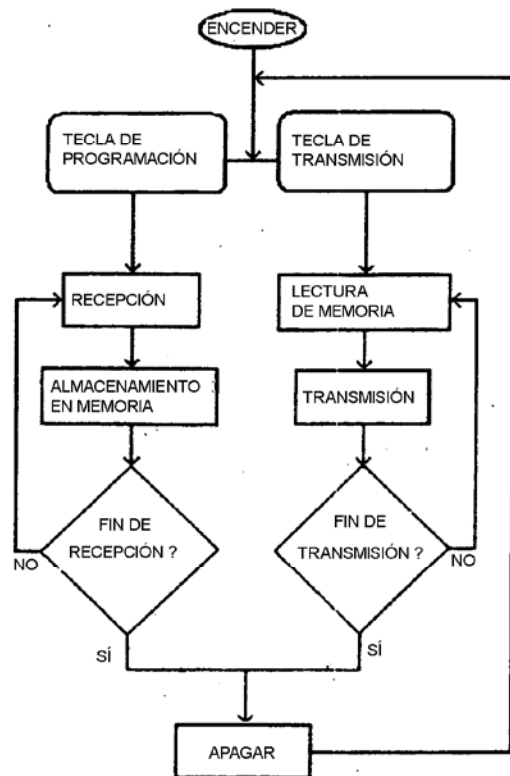 ENCENDER
TECLA DE
PROGRAMACIÓN
TECLA DE
TRANSMISIÓN
RECEPCIÓN
LECTURA
DE MEMORIA
ALMACENAMIENTO
EN MEMORIA
TRANSMISIÓN
FIN DE
RECEPCIÓN ?
FIN DE
TRANSMISIÓN ?
NO
NO
SÍ
SÍ
APAGAR